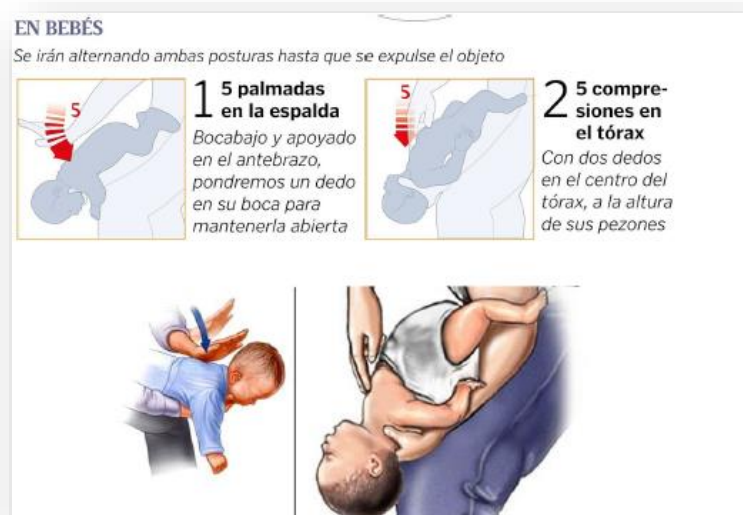 EN BEBÉS
Se irán alternando ambas posturas hasta que se expulse el objeto
5
1 5 palmadas
en la espalda
Bocabajo y apoyado
en el antebrazo,
pondremos un dedo
en su boca para
mantenerla abierta
5
2 5 compre-
siones en
el tórax
Con dos dedos
en el centro del
tórax, a la altura
de sus pezones